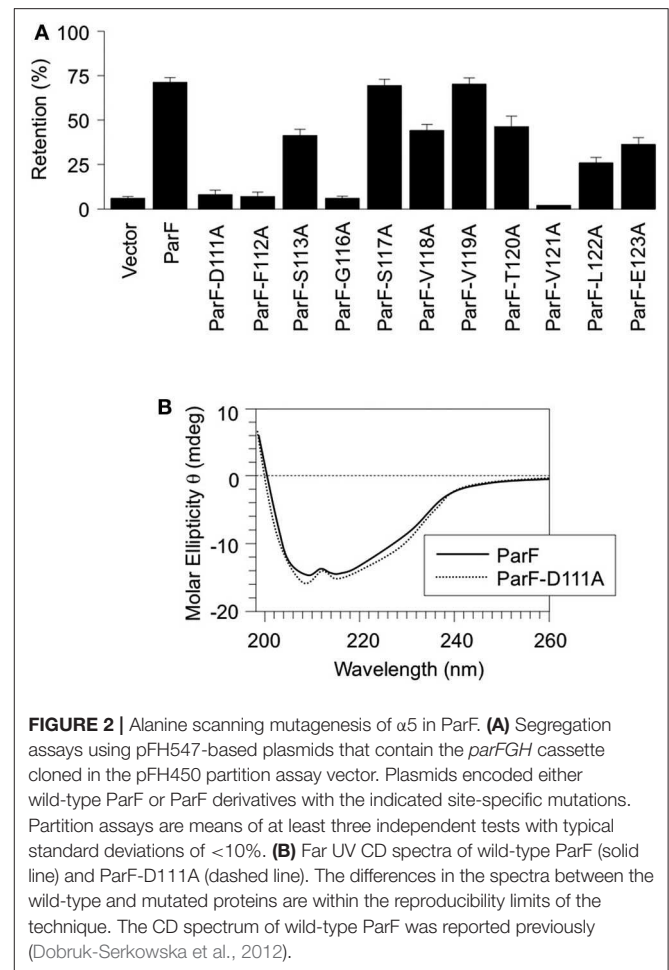 A
Retention (%)
100
75
50
25
0
Vector
ParF
ParF-D111A
ParF-F112A
ParF-S113A
ParF-G116A
ParF-S117A
ParF-V118A
ParF-V119A
ParF-T120A
ParF-V121A
ParF-L122A
ParF-E123A
B
Molar Ellipticity θ (mdeg)
10
0
-10
-20
200
220
240
260
Wavelength (nm)
ParF
ParF-D111A
FIGURE 2 | Alanine scanning mutagenesis of α5 in ParF. (A) Segregation
assays using pFH547-based plasmids that contain the parFGH cassette
cloned in the pFH450 partition assay vector. Plasmids encoded either
wild-type ParF or ParF derivatives with the indicated site-specific mutations.
Partition assays are means of at least three independent tests with typical
standard deviations of <10%. (B) Far UV CD spectra of wild-type ParF (solid
line) and ParF-D111A (dashed line). The differences in the spectra between the
wild-type and mutated proteins are within the reproducibility limits of the
technique. The CD spectrum of wild-type ParF was reported previously
(Dobruk-Serkowska et al., 2012).